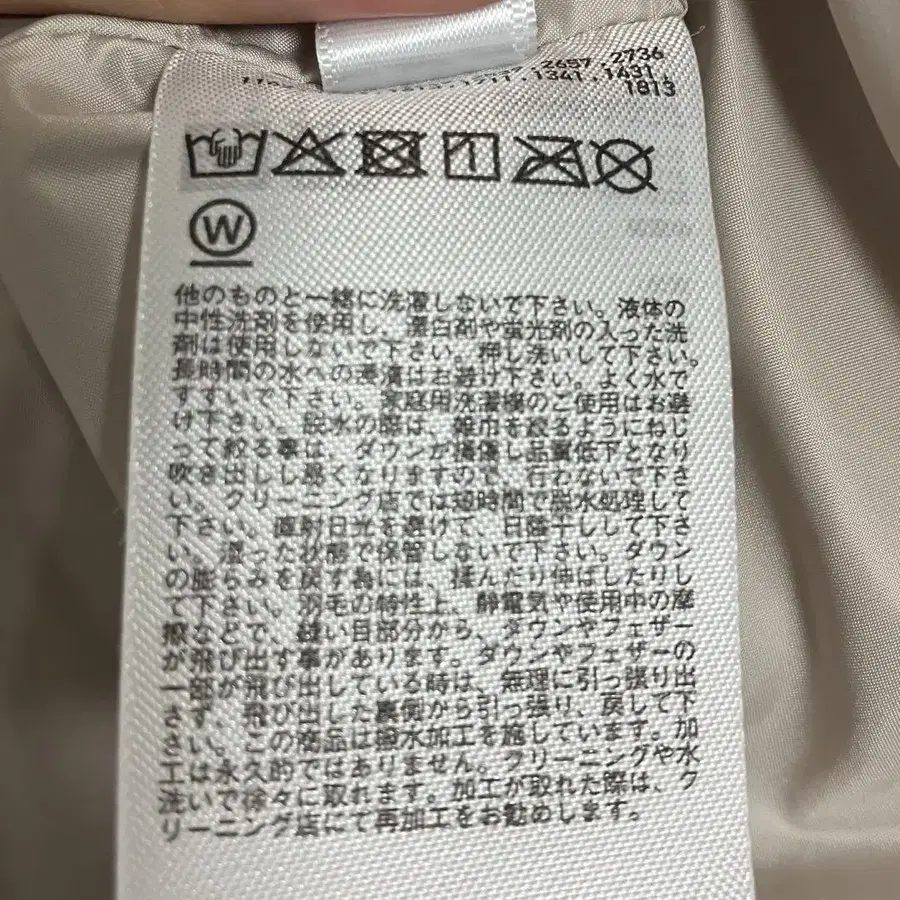 2657.2736
1341.1431.
1813
W
他のものと一緒に洗濯しないで下さい。液体の
中性洗剤を使用し、漂白剤や蛍光剤の入った洗
剤は使用しないで下さい。押し洗いして下さい。
長時間の水への浸漬はお避け下さい。よく水で
すすいで下さい。家庭用洗濯機のご使用はお避
け下さい。脱水の際は、雑巾を絞るようにねじ
って絞る事は、ダウンが損傷し品質低下となり
吹き出し易くなりますので、行わないで下さ
い。クリーニング店では短時間で脱水処理して
下さい。直射日光を避けて、日陰干しして下さ
い。湿った状態で保管しないで下さい。ダウン
の膨らみを戻す為には、揉んだり伸ばしたりし
て下さい。羽毛の特性上、静電気や使用中の摩
擦などで、縫い目部分から、ダウンやフェザー
が飛び出す事があります。ダウンやフェザーの
一部が飛び出している時は、無理に引っ張り出
さず、飛び出した裏側から引っ張り、戻して下
さい。この商品は撥水加工を施しています。加
工は永久的ではありません。クリーニングや水
洗いで徐々に取れます。加工が取れた際は、ク
リーニング店にて再加工をお勧めします。